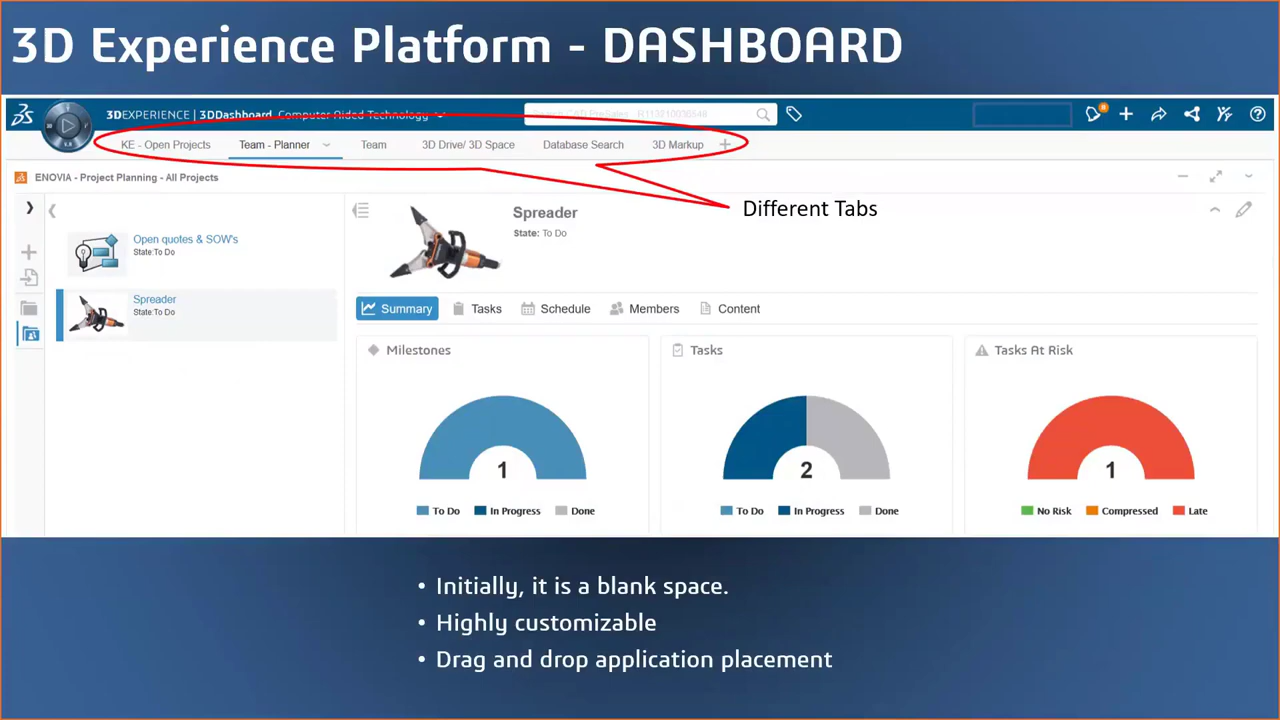 3D Experience Platform - DASHBOARD
3DEXPERIENCE | 3DDashboard Computer Aided Technology
R1132100
8
KE - Open Projects
Team - Planner
Team
3D Drive/ 3D Space
Database Search
3D Markup
ENOVIA - Project Planning - All Projects
Different Tabs
Open quotes & SOW's
State:To Do
Spreader
State:To Do
Spreader
State: To Do
Summary
Tasks
Schedule
Members
Content
Milestones
1
To Do
In Progress
Done
Tasks
2
To Do
In Progress
Done
Tasks At Risk
1
No Risk
Compressed
Late
• Initially, it is a blank space.
• Highly customizable
• Drag and drop application placement